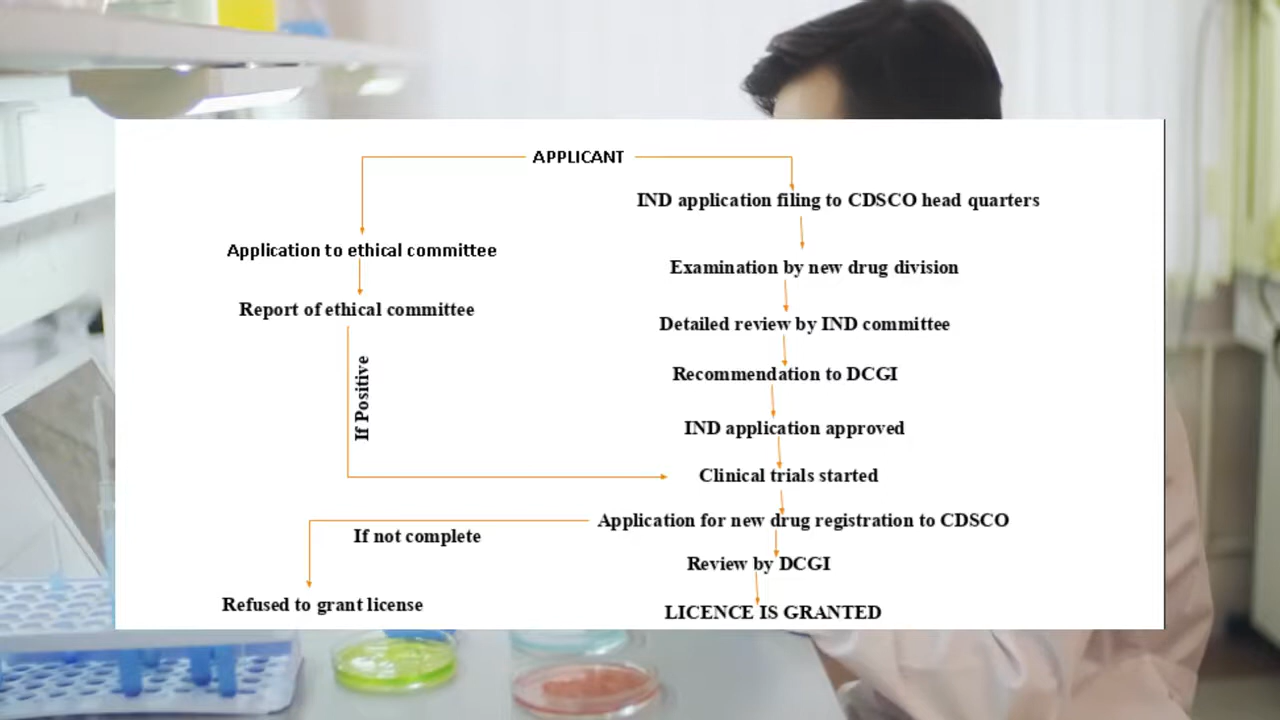 APPLICANT
IND application filing to CDSCO head quarters
Application to ethical committee
Examination by new drug division
Report of ethical committee
Detailed review by IND committee
If Positive
Recommendation to DCGI
IND application approved
Clinical trials started
Application for new drug registration to CDSCO
If not complete
Review by DCGI
Refused to grant license
LICENCE IS GRANTED